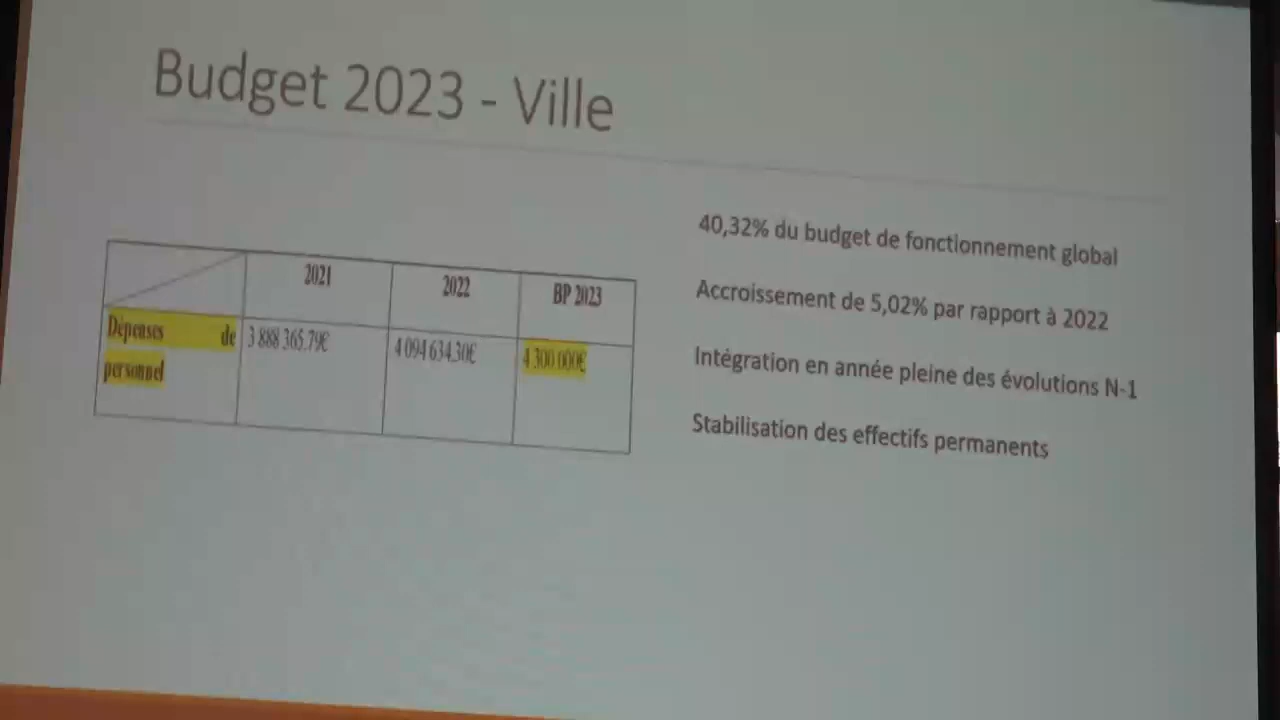 Budget 2023 - Ville
2021 2022 BP 2023
Dépenses de 3 888 365.79€ 4 094 634.30€ 4 300 000€
personnel
40,32% du budget de fonctionnement global
Accroissement de 5,02% par rapport à 2022
Intégration en année pleine des évolutions N-1
Stabilisation des effectifs permanents